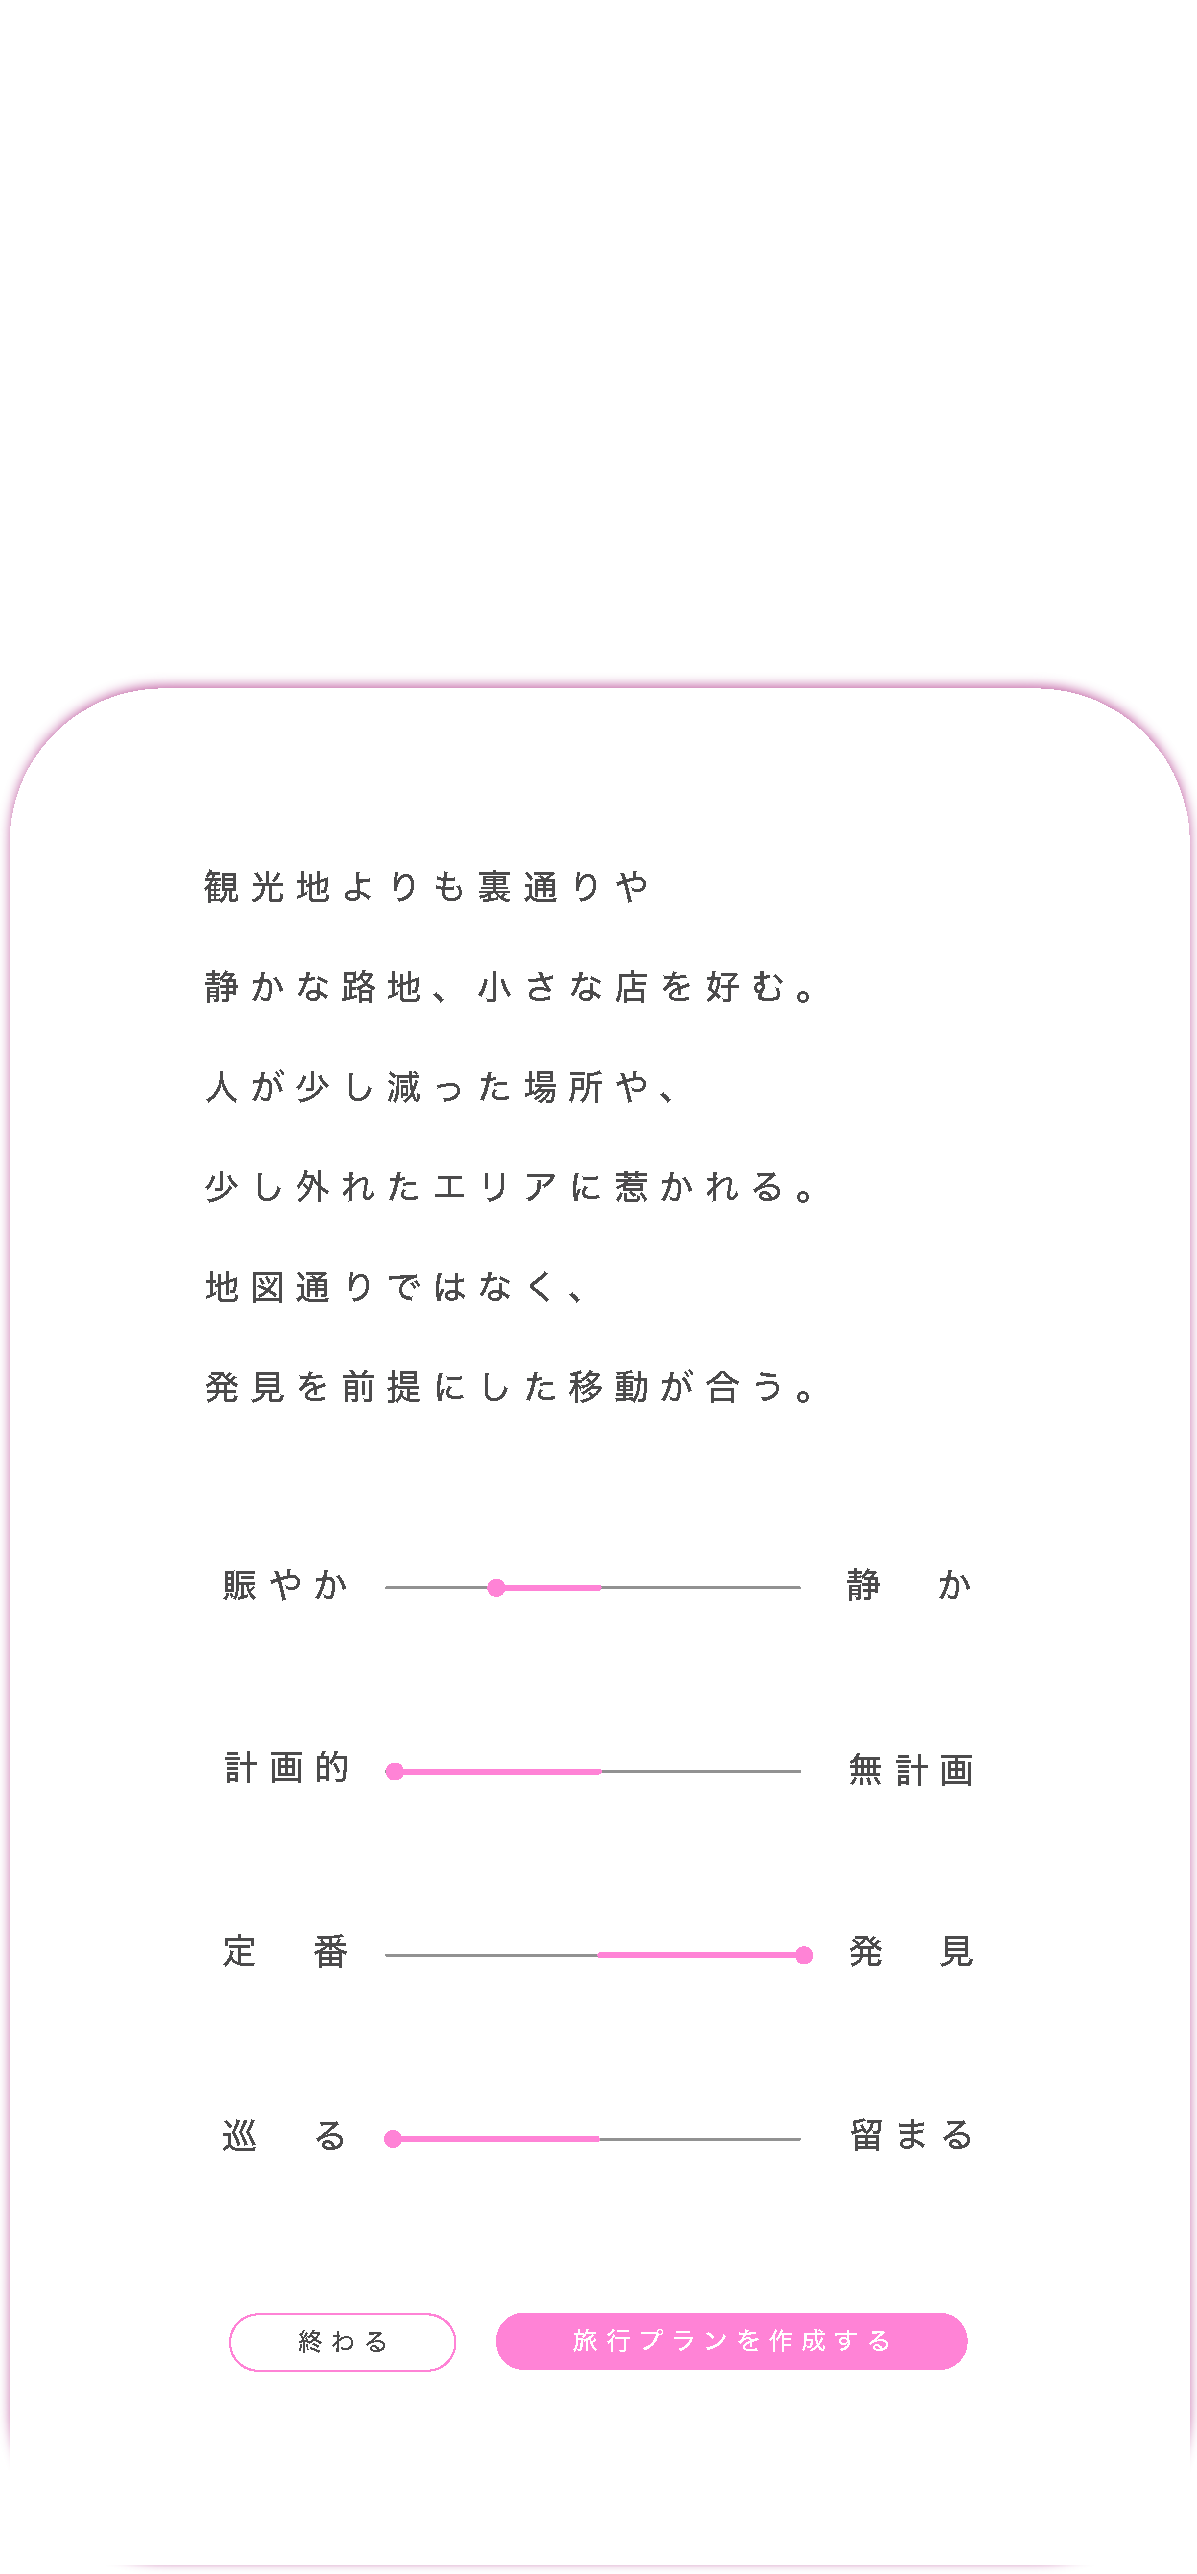 観光地よりも裏通りや
静かな路地、小さな店を好む。
人が少し減った場所や、
少し外れたエリアに惹かれる。
地図通りではなく、
発見を前提にした移動が合う。
賑やか 静か
計画的 無計画
定番 発見
巡る 留まる
終わる 旅行プランを作成する